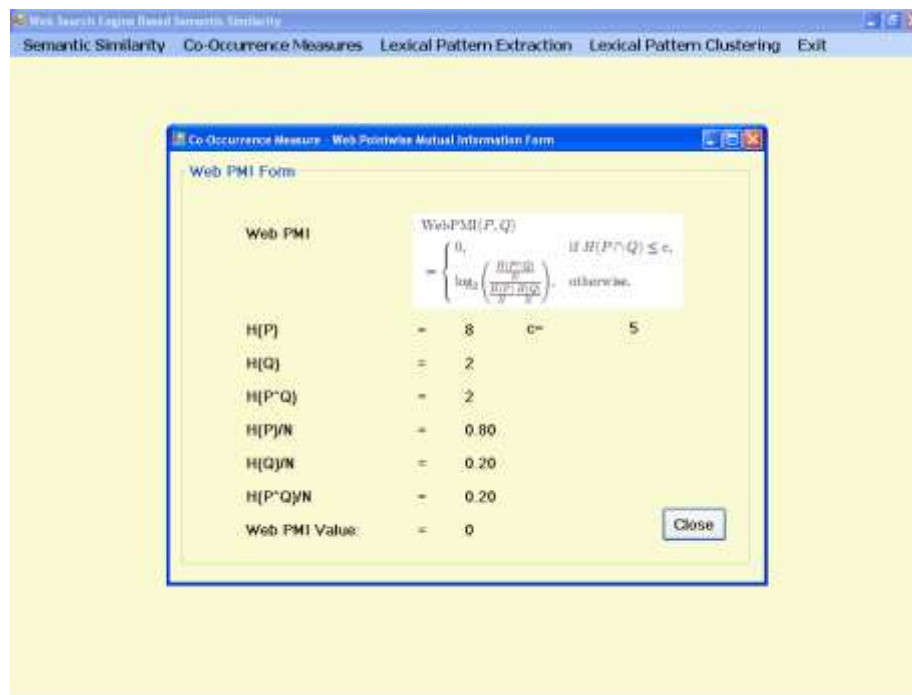 Web Search Engine Based Semantic Similarity
Semantic Similarity Co-Occurrence Measures Lexical Pattern Extraction Lexical Pattern Clustering Exit
Co-Occurrence Measure - Web Pointwise Mutual Information Form
Web PMI Form
WebPMI(P, Q)
Web PMI
0, if H(P∩Q) ≤ c,
= { log₂ ( (H(P∩Q)/N) / (H(P)/N H(Q)/N) ), otherwise.
H(P) = 8 c= 5
H(Q) = 2
H(P^Q) = 2
H(P)/N = 0.80
H(Q)/N = 0.20
H(P^Q)/N = 0.20
Web PMI Value: = 0
Close